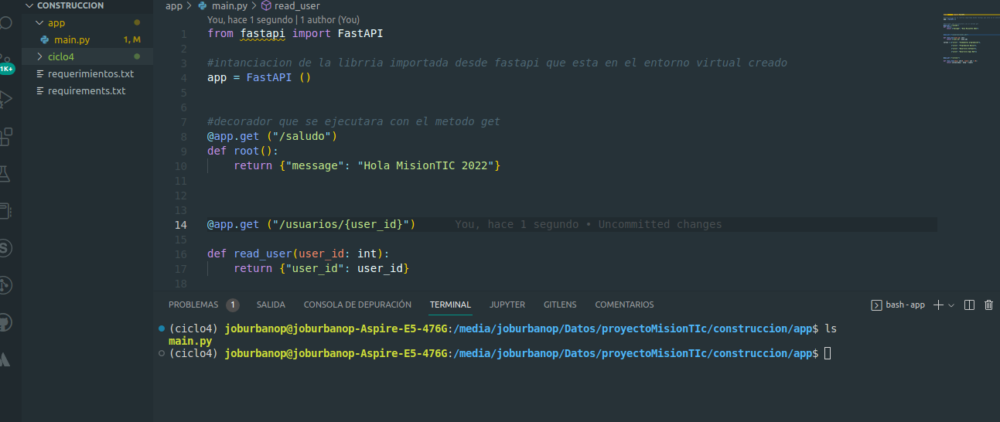 CONSTRUCCION
app
main.py 1, M
ciclo4
requerimientos.txt
requirements.txt
1K+
app > main.py > read_user
You, hace 1 segundo | 1 author (You)
1 from fastapi import FastAPI
2
3 #intanciacion de la librria importada desde fastapi que esta en el entorno virtual creado
4 app = FastAPI ()
5
6
7 #decorador que se ejecutara con el metodo get
8 @app.get ("/saludo")
9 def root():
10 return {"message": "Hola MisionTIC 2022"}
11
12
13
14 @app.get ("/usuarios/{user_id}") You, hace 1 segundo • Uncommitted changes
15
16 def read_user(user_id: int):
17 return {"user_id": user_id}
18
PROBLEMAS 1 SALIDA CONSOLA DE DEPURACIÓN TERMINAL JUPYTER GITLENS COMENTARIOS bash - app
(ciclo4) joburbanop@joburbanop-Aspire-E5-476G:/media/joburbanop/Datos/proyectoMisionTIc/construccion/app$ ls
main.py
(ciclo4) joburbanop@joburbanop-Aspire-E5-476G:/media/joburbanop/Datos/proyectoMisionTIc/construccion/app$